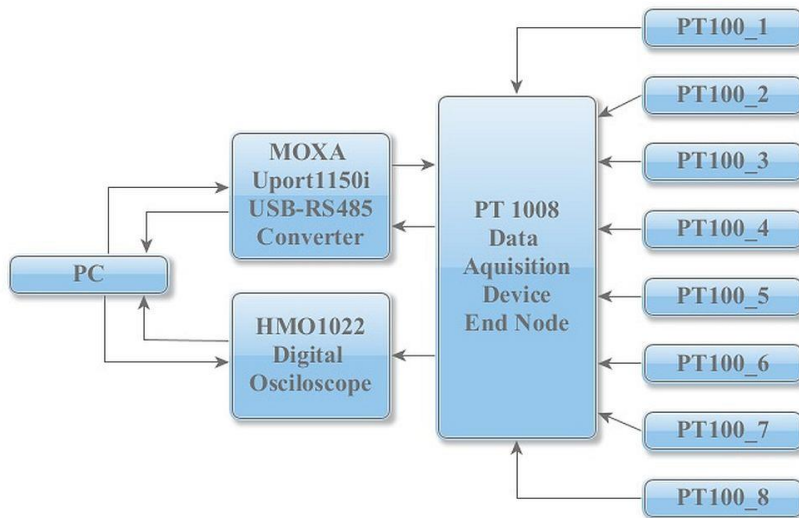 PC
MOXA
Uport1150i
USB-RS485
Converter
HMO1022
Digital
Osciloscope
PT 1008
Data
Aquisition
Device
End Node
PT100_1
PT100_2
PT100_3
PT100_4
PT100_5
PT100_6
PT100_7
PT100_8